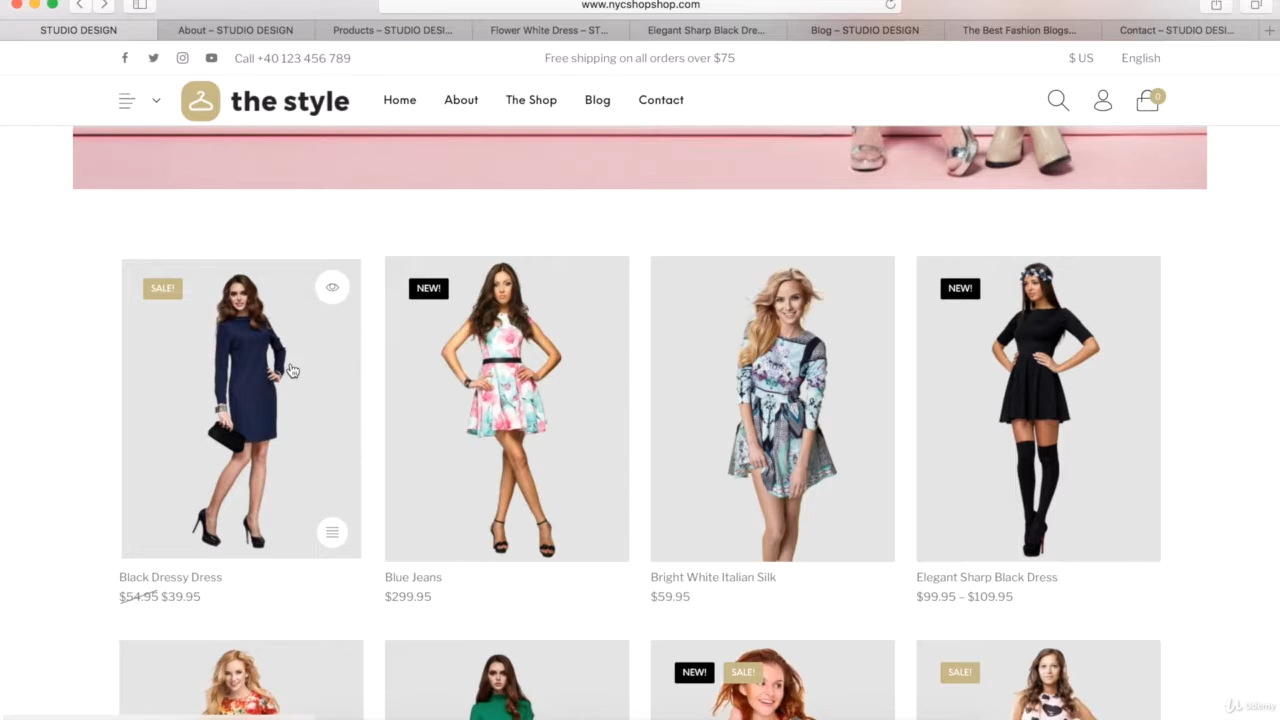 www.nycshopshop.com
STUDIO DESIGN
About – STUDIO DESIGN
Products – STUDIO DESI...
Flower White Dress – ST...
Elegant Sharp Black Dre...
Blog – STUDIO DESIGN
The Best Fashion Blogs...
Contact – STUDIO DESI...
Call +40 123 456 789
Free shipping on all orders over $75
$ US
English
the style
Home
About
The Shop
Blog
Contact
0
SALE!
NEW!
NEW!
Black Dressy Dress
$54.95 $39.95
Blue Jeans
$299.95
Bright White Italian Silk
$59.95
Elegant Sharp Black Dress
$99.95 – $109.95
NEW!
SALE!
SALE!
Udemy